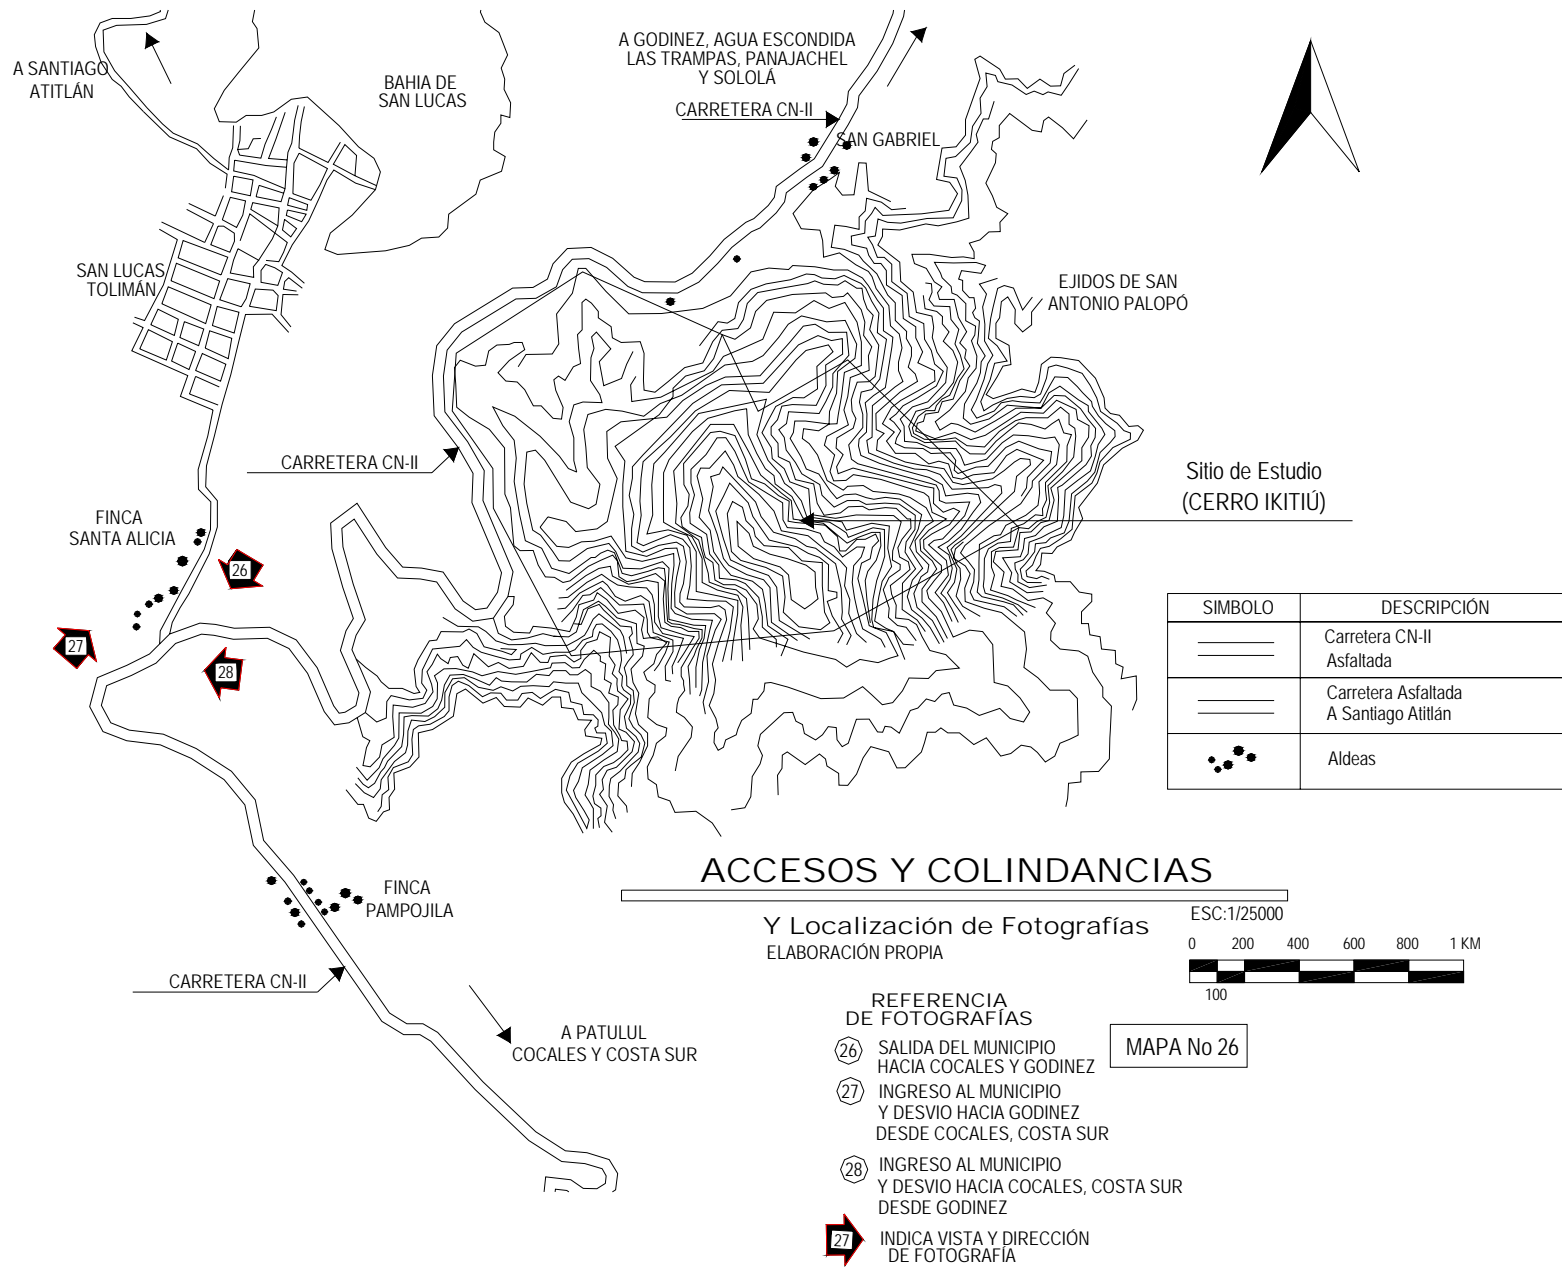 A SANTIAGO
ATITLÁN
BAHIA DE
SAN LUCAS
A GODINEZ, AGUA ESCONDIDA
LAS TRAMPAS, PANAJACHEL
Y SOLOLÁ
CARRETERA CN-II
SAN GABRIEL
SAN LUCAS
TOLIMÁN
EJIDOS DE SAN
ANTONIO PALOPÓ
CARRETERA CN-II
Sitio de Estudio
(CERRO IKITIÚ)
FINCA
SANTA ALICIA
26
27
28
SIMBOLO DESCRIPCIÓN
Carretera CN-II
Asfaltada
Carretera Asfaltada
A Santiago Atitlán
Aldeas
FINCA
PAMPOJILA
CARRETERA CN-II
A PATULUL
COCALES Y COSTA SUR
ACCESOS Y COLINDANCIAS
Y Localización de Fotografías
ELABORACIÓN PROPIA
ESC:1/25000
0 200 400 600 800 1 KM
100
REFERENCIA
DE FOTOGRAFÍAS
26 SALIDA DEL MUNICIPIO
HACIA COCALES Y GODINEZ
27 INGRESO AL MUNICIPIO
Y DESVIO HACIA GODINEZ
DESDE COCALES, COSTA SUR
28 INGRESO AL MUNICIPIO
Y DESVIO HACIA COCALES, COSTA SUR
DESDE GODINEZ
27 INDICA VISTA Y DIRECCIÓN
DE FOTOGRAFÍA
MAPA No 26